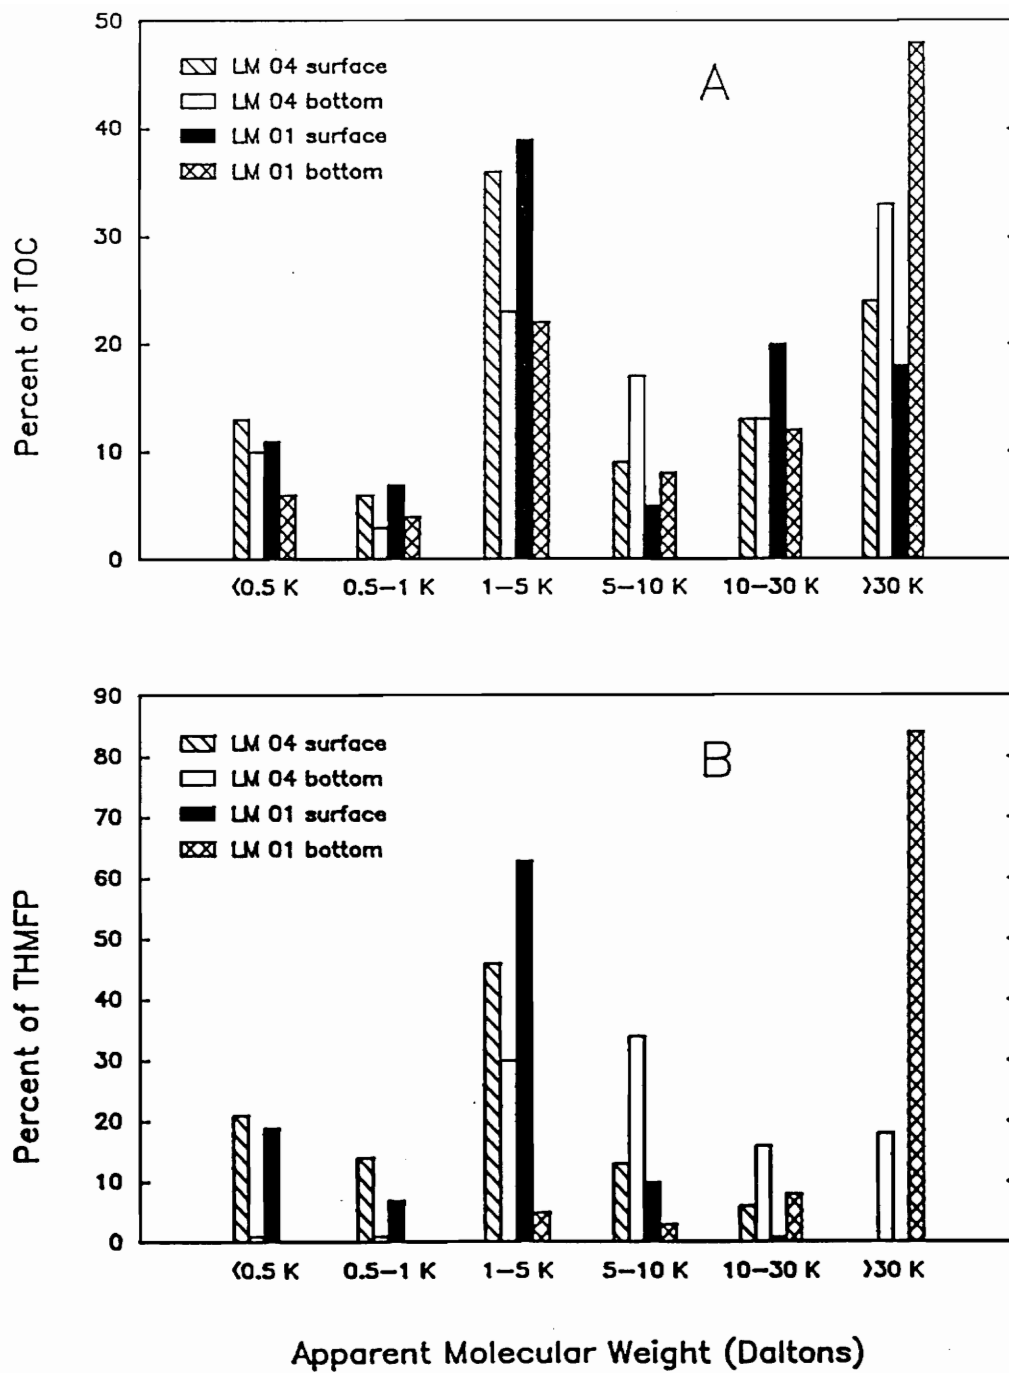 50
40
30
20
10
0
Percent of TOC
LM 04 surface
LM 04 bottom
LM 01 surface
LM 01 bottom
A
<0.5 K 0.5-1 K 1-5 K 5-10 K 10-30 K >30 K
90
80
70
60
50
40
30
20
10
0
Percent of THMFP
LM 04 surface
LM 04 bottom
LM 01 surface
LM 01 bottom
B
<0.5 K 0.5-1 K 1-5 K 5-10 K 10-30 K >30 K
Apparent Molecular Weight (Daltons)